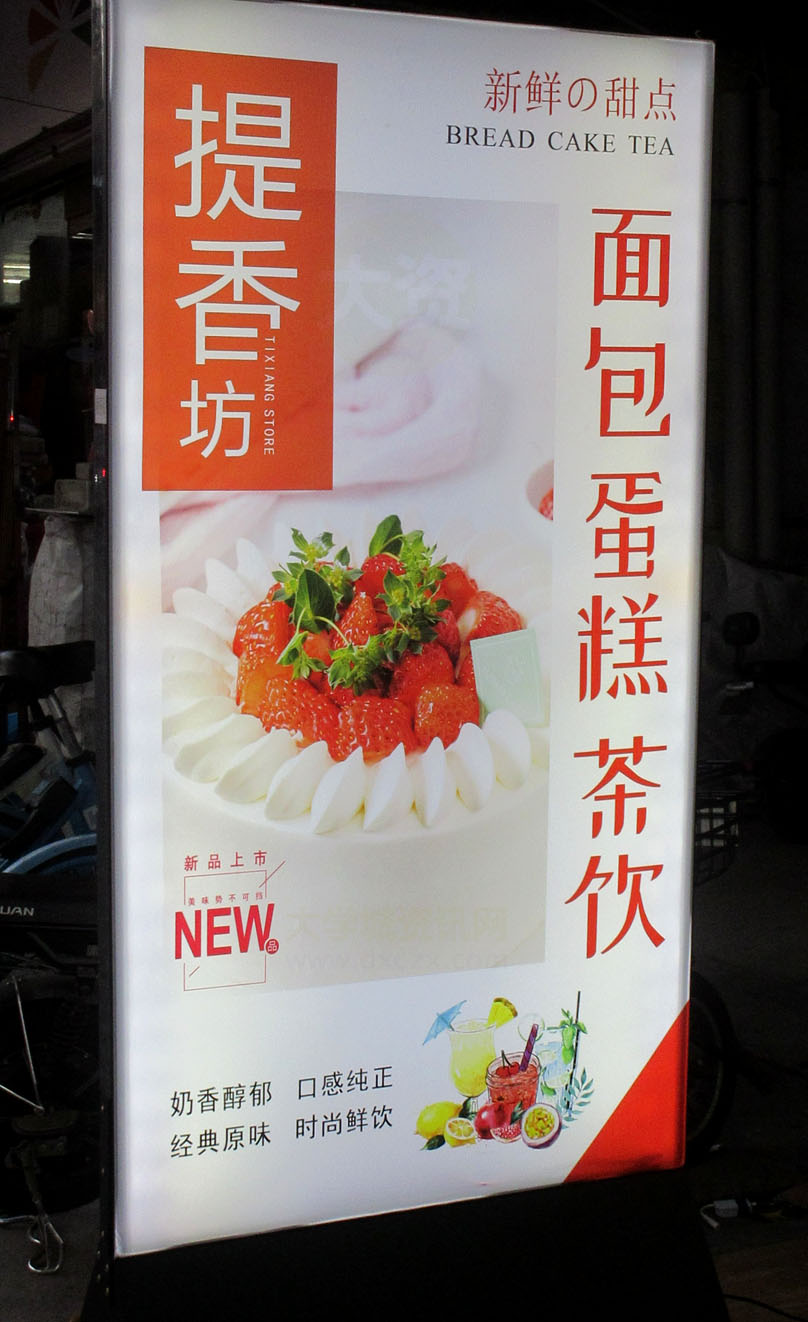 提香坊
TIXIANG STORE
新鲜の甜点
BREAD CAKE TEA
面包 蛋糕 茶饮
新品上市
美味势不可挡
NEW
品
奶香醇郁 口感纯正
经典原味 时尚鲜饮
UAN